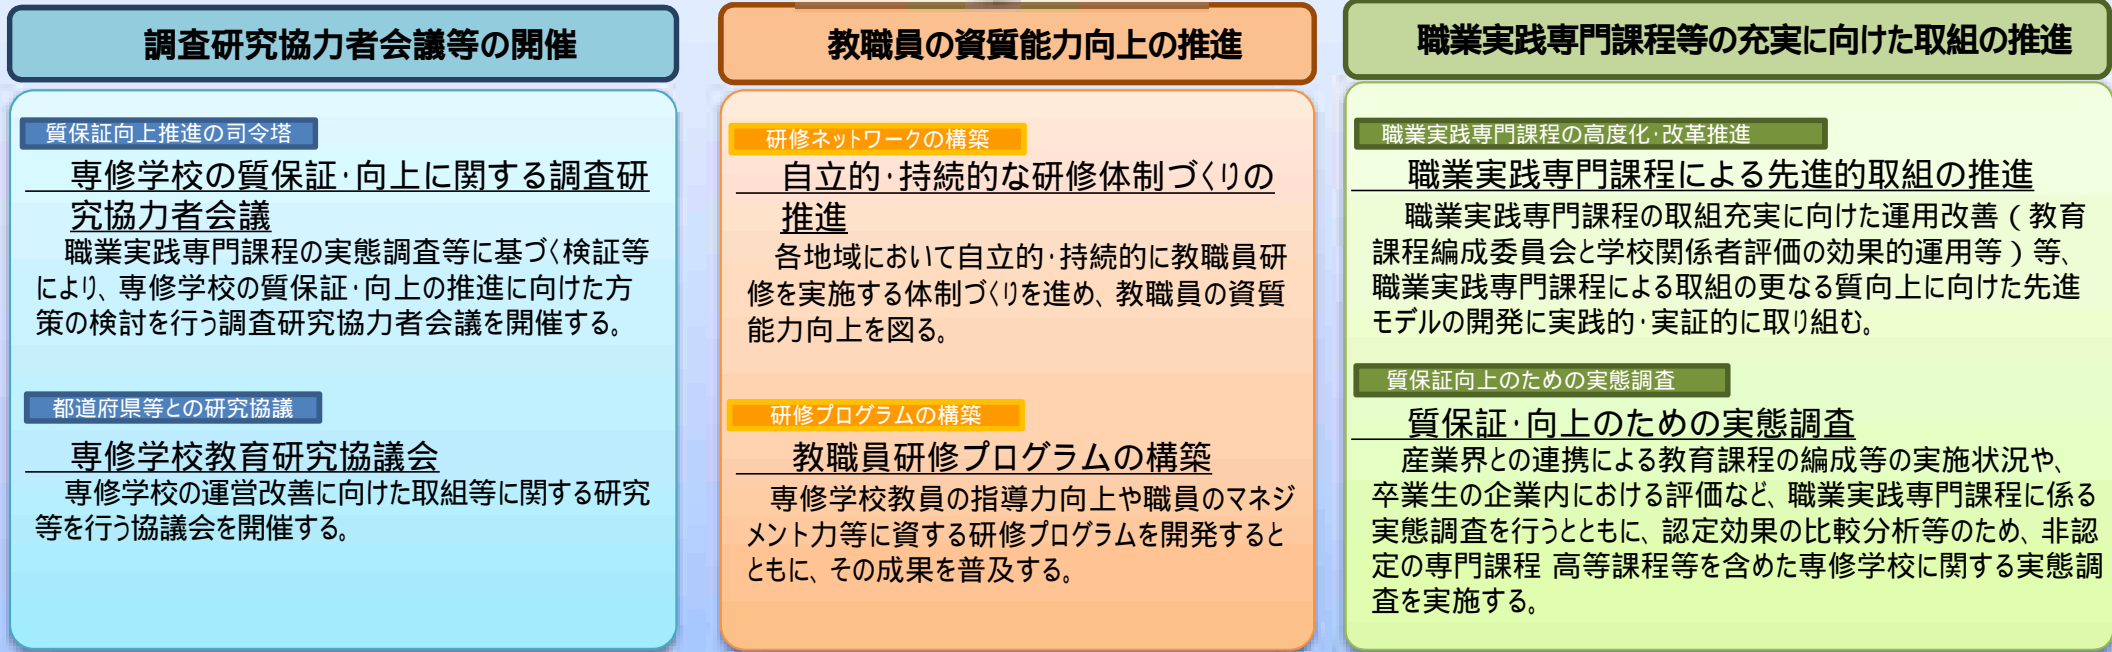 調査研究協力者会議等の開催
質保証向上推進の司令塔
専修学校の質保証・向上に関する調査研
究協力者会議
職業実践専門課程の実態調査等に基づく検証等
により、専修学校の質保証・向上の推進に向けた方
策の検討を行う調査研究協力者会議を開催する。
都道府県等との研究協議
専修学校教育研究協議会
専修学校の運営改善に向けた取組等に関する研究
等を行う協議会を開催する。
教職員の資質能力向上の推進
研修ネットワークの構築
自立的・持続的な研修体制づくりの
推進
各地域において自立的・持続的に教職員研
修を実施する体制づくりを進め、教職員の資質
能力向上を図る。
研修プログラムの構築
教職員研修プログラムの構築
専修学校教員の指導力向上や職員のマネジ
メント力等に資する研修プログラムを開発すると
ともに、その成果を普及する。
職業実践専門課程等の充実に向けた取組の推進
職業実践専門課程の高度化・改革推進
職業実践専門課程による先進的取組の推進
職業実践専門課程の取組充実に向けた運用改善（教育
課程編成委員会と学校関係者評価の効果的運用等）等、
職業実践専門課程による取組の更なる質向上に向けた先進
モデルの開発に実践的・実証的に取り組む。
質保証向上のための実態調査
質保証・向上のための実態調査
産業界との連携による教育課程の編成等の実施状況や、
卒業生の企業内における評価など、職業実践専門課程に係る
実態調査を行うとともに、認定効果の比較分析等のため、非認
定の専門課程 高等課程等を含めた専修学校に関する実態調
査を実施する。